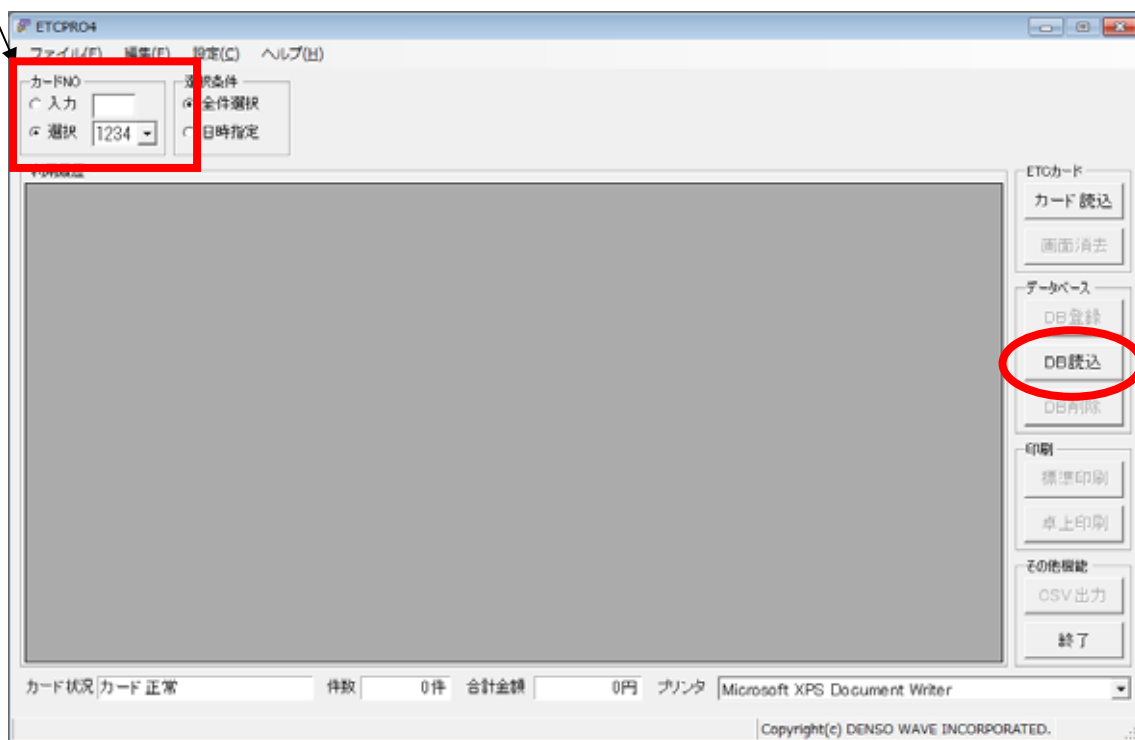 ETCPRO4
ファイル(F) 編集(E) 設定(C) ヘルプ(H)
カードNO
入力
選択 1234
選択条件
全件選択
日時指定
利用履歴
ETCカード
カード読込
画面消去
データベース
DB登録
DB読込
DB削除
印刷
標準印刷
卓上印刷
その他機能
CSV出力
終了
カード状況 カード正常 件数 0件 合計金額 0円 プリンタ Microsoft XPS Document Writer
Copyright(c) DENSO WAVE INCORPORATED.